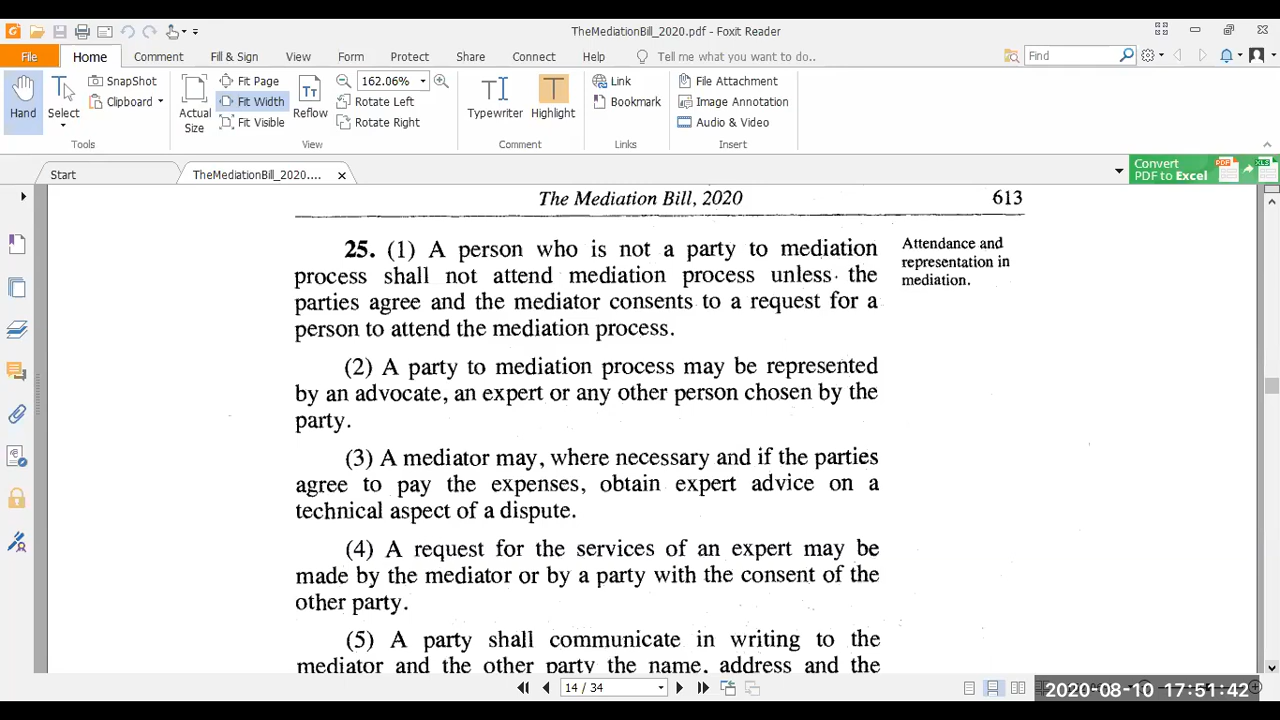 TheMediationBill_2020.pdf - Foxit Reader
File Home Comment Fill & Sign View Form Protect Share Connect Help Tell me what you want to do.. Find
Hand Select SnapShot Clipboard Actual Size Fit Page Fit Width Fit Visible Reflow 162.06% Rotate Left Rotate Right Typewriter Highlight Link Bookmark File Attachment Image Annotation Audio & Video
Tools View Comment Links Insert
Start TheMediationBill_2020.... Convert
PDF to Excel
The Mediation Bill, 2020 613
25. (1) A person who is not a party to mediation
process shall not attend mediation process unless the
parties agree and the mediator consents to a request for a
person to attend the mediation process.
Attendance and
representation in
mediation.
(2) A party to mediation process may be represented
by an advocate, an expert or any other person chosen by the
party.
(3) A mediator may, where necessary and if the parties
agree to pay the expenses, obtain expert advice on a
technical aspect of a dispute.
(4) A request for the services of an expert may be
made by the mediator or by a party with the consent of the
other party.
(5) A party shall communicate in writing to the
mediator and the other party the name, address and the
14 / 34
2020-08-10 17:51:42